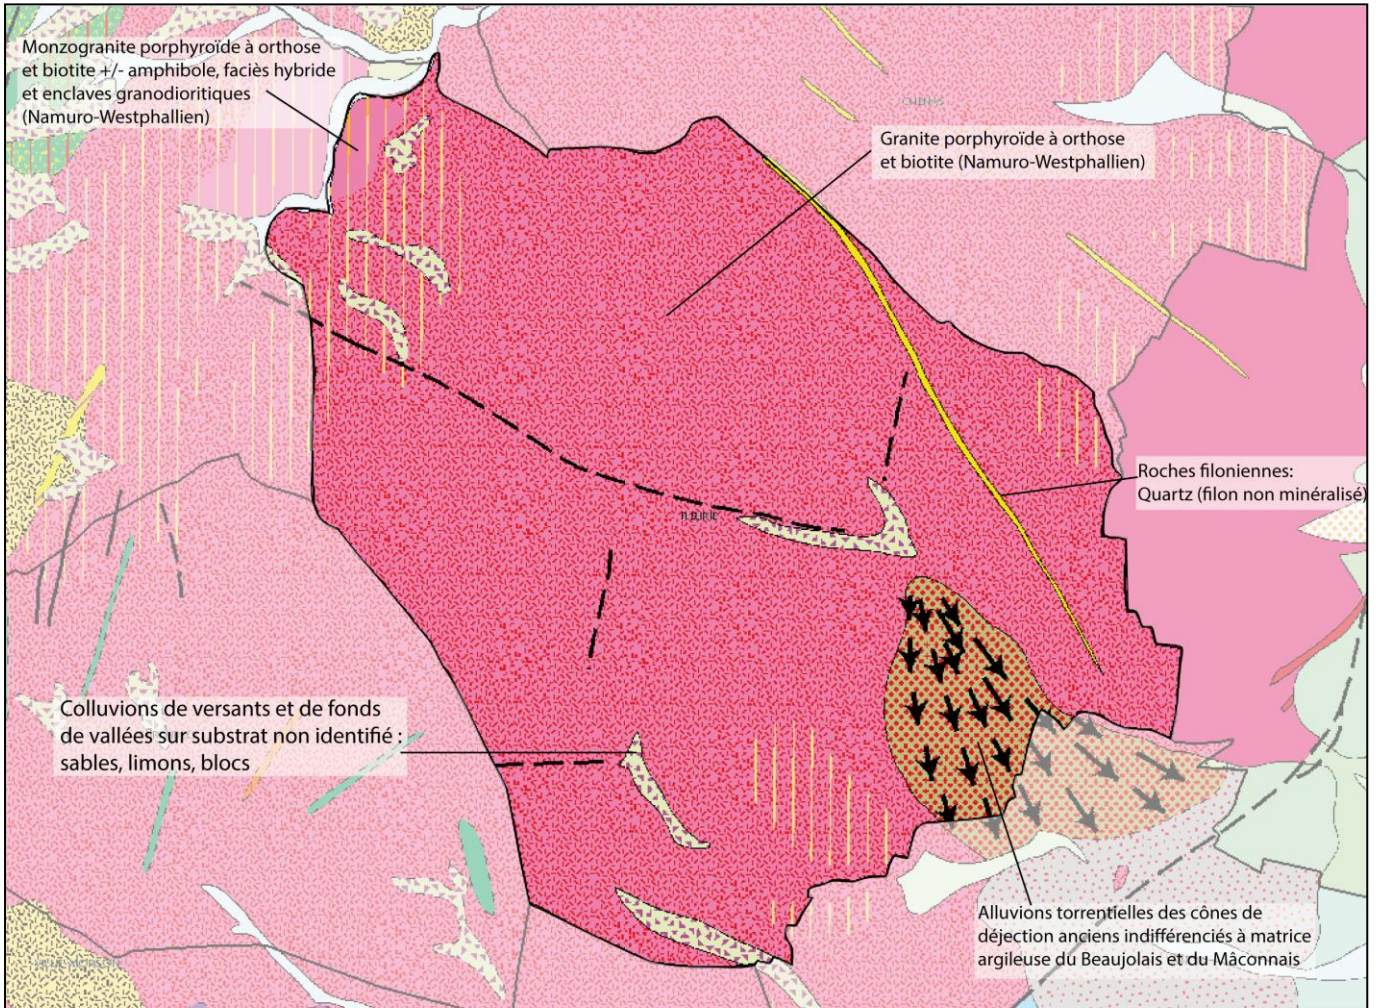 Monzogranite porphyroïde à orthose
et biotite +/- amphibole, faciès hybride
et enclaves granodioritiques
(Namuro-Westphallien)
CHENAS
Granite porphyroïde à orthose
et biotite (Namuro-Westphallien)
Roches filoniennes:
Quartz (filon non minéralisé)
FLEURIE
Colluvions de versants et de fonds
de vallées sur substrat non identifié :
sables, limons, blocs
Alluvions torrentielles des cônes de
déjection anciens indifférenciés à matrice
argileuse du Beaujolais et du Mâconnais